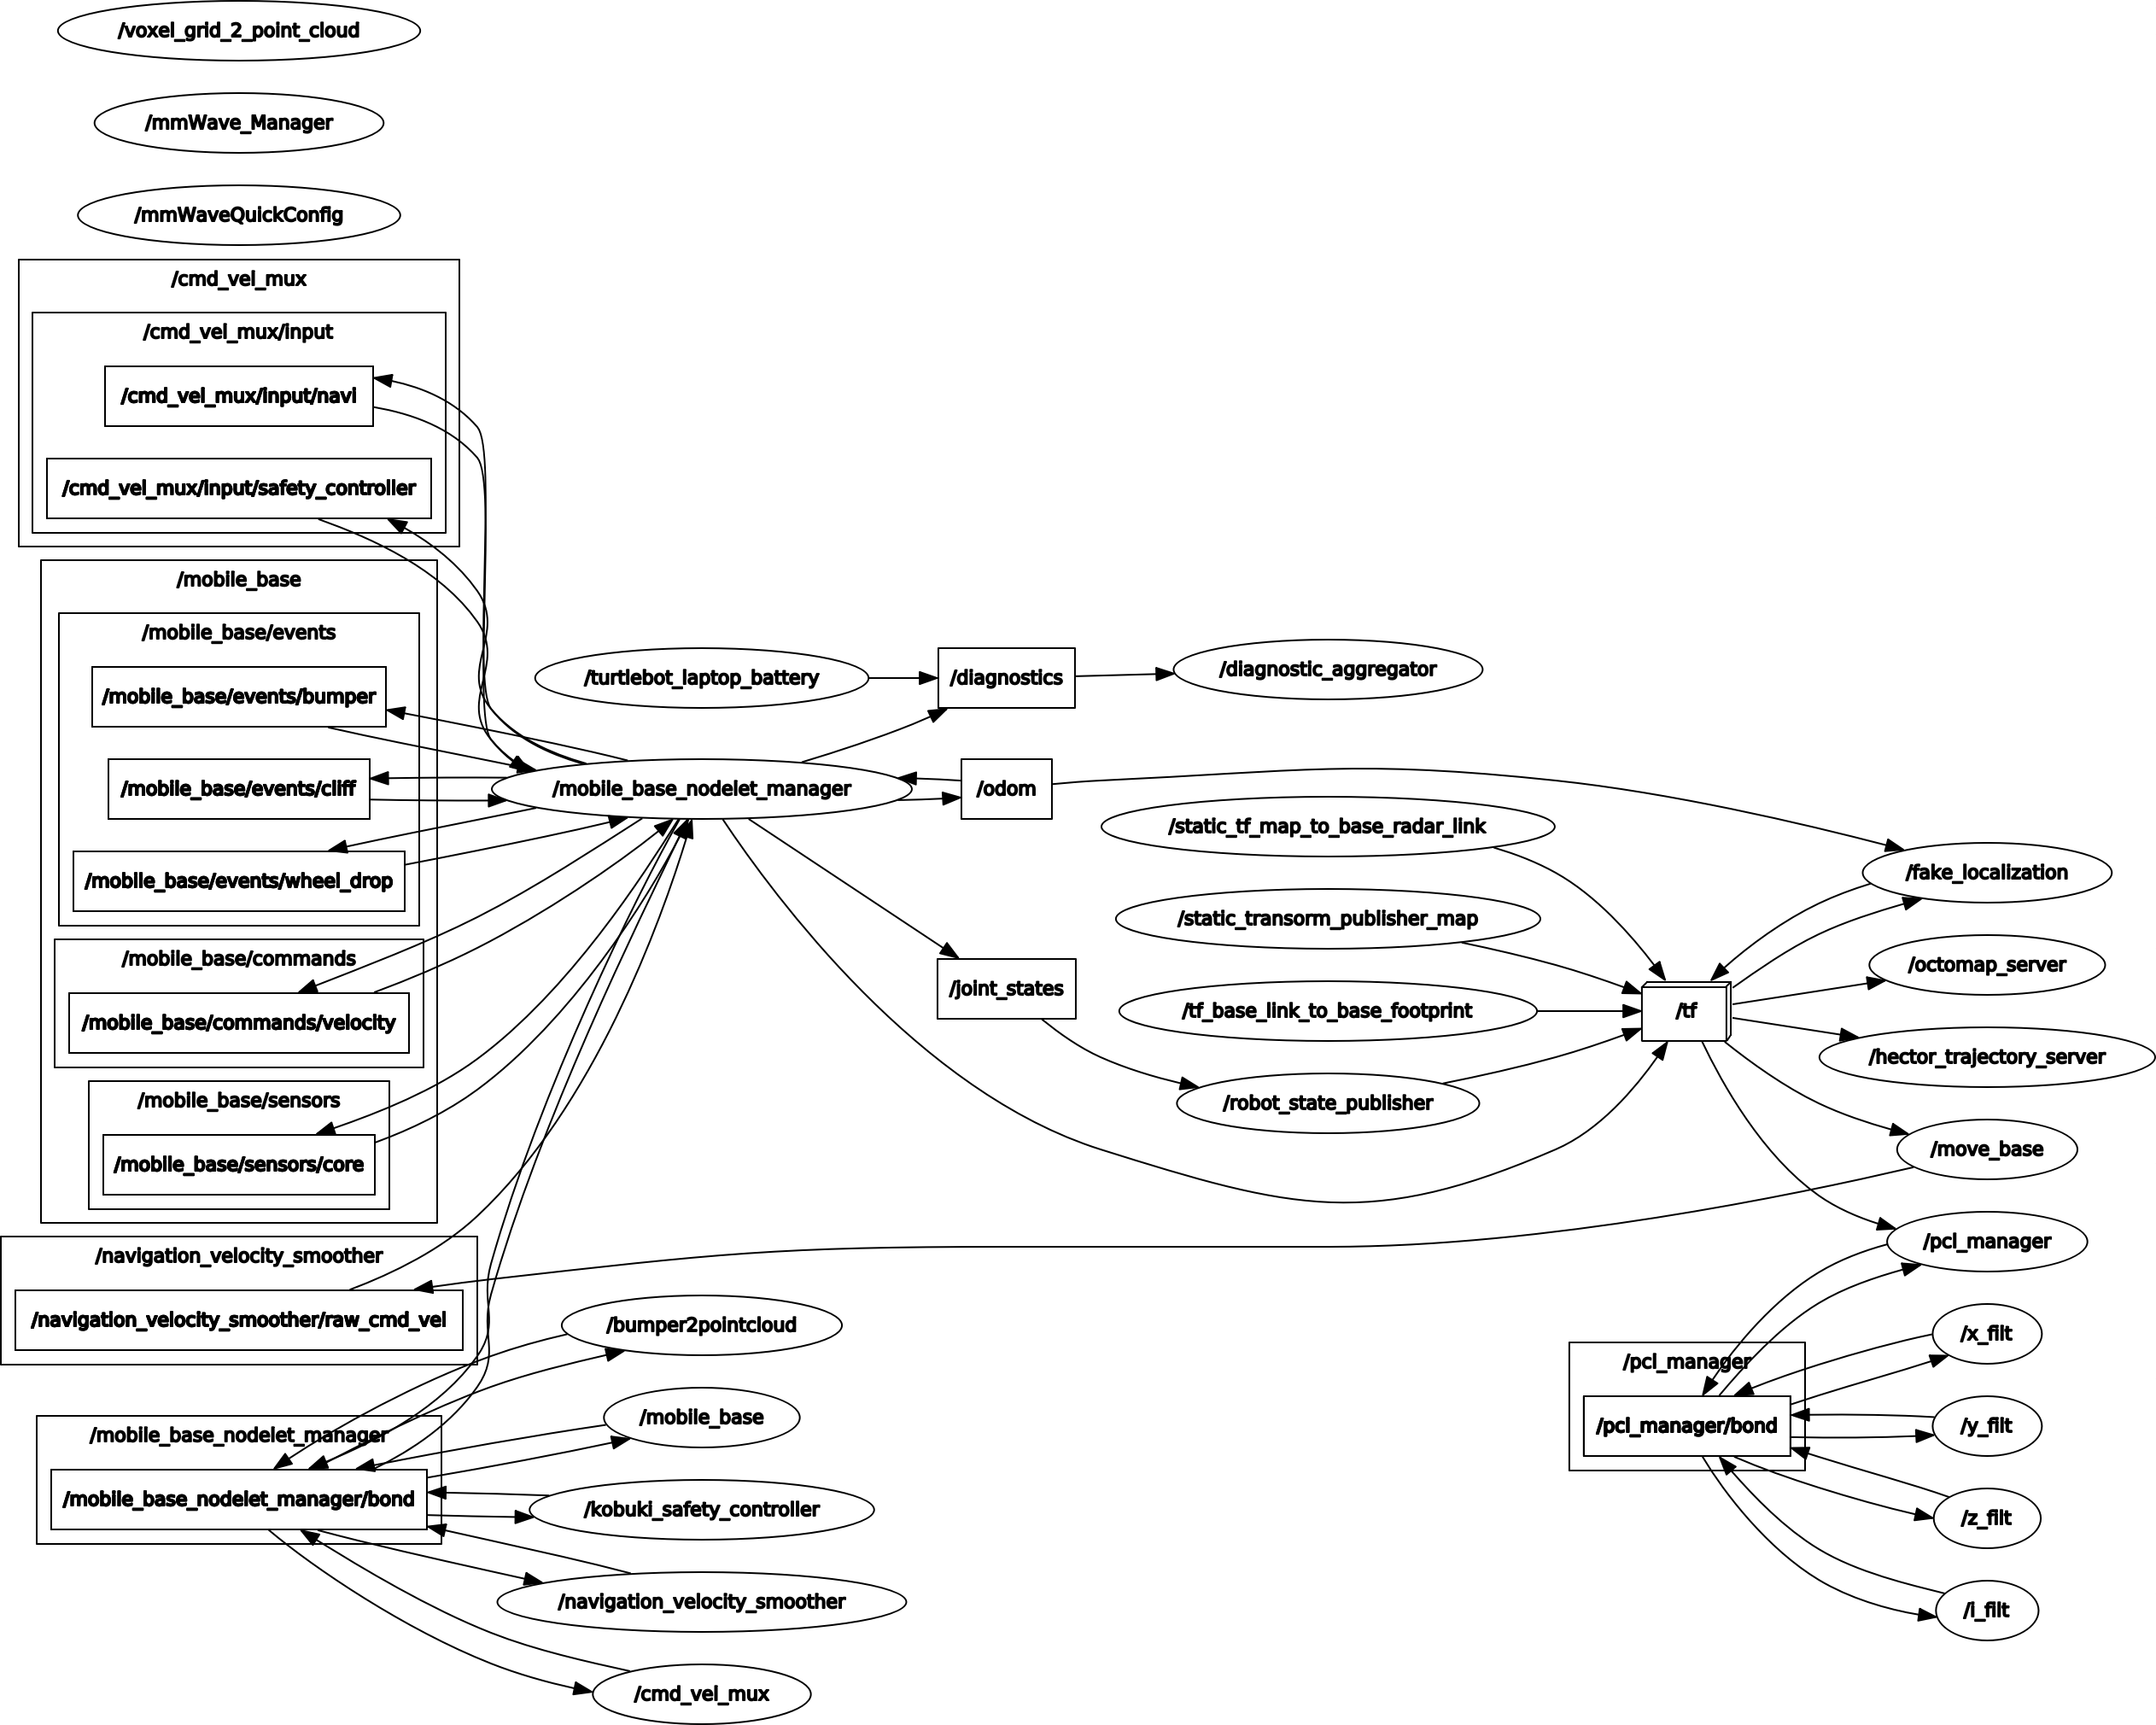 /voxel_grid_2_point_cloud
/mmWave_Manager
/mmWaveQuickConfig
/cmd_vel_mux
/cmd_vel_mux/input
/cmd_vel_mux/input/navi
/cmd_vel_mux/input/safety_controller
/mobile_base
/mobile_base/events
/mobile_base/events/bumper
/mobile_base/events/cliff
/mobile_base/events/wheel_drop
/mobile_base/commands
/mobile_base/commands/velocity
/mobile_base/sensors
/mobile_base/sensors/core
/navigation_velocity_smoother
/navigation_velocity_smoother/raw_cmd_vel
/mobile_base_nodelet_manager
/mobile_base_nodelet_manager/bond
/turtlebot_laptop_battery
/mobile_base_nodelet_manager
/bumper2pointcloud
/mobile_base
/kobuki_safety_controller
/navigation_velocity_smoother
/cmd_vel_mux
/diagnostics
/odom
/joint_states
/diagnostic_aggregator
/static_tf_map_to_base_radar_link
/static_transorm_publisher_map
/tf_base_link_to_base_footprint
/robot_state_publisher
/tf
/pcl_manager
/pcl_manager/bond
/fake_localization
/octomap_server
/hector_trajectory_server
/move_base
/pcl_manager
/x_filt
/y_filt
/z_filt
/i_filt